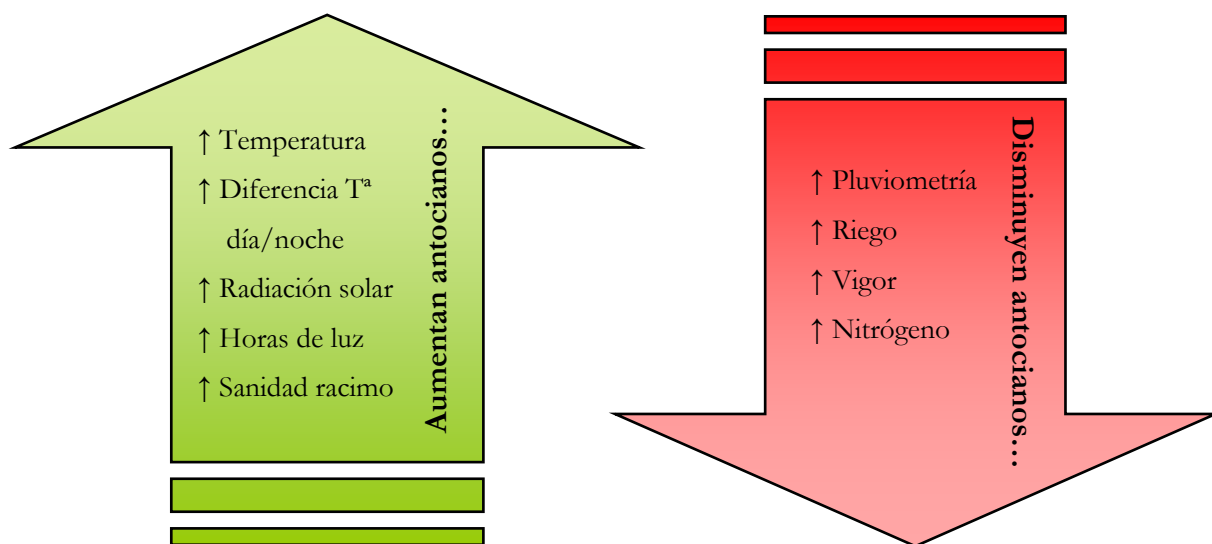 ↑ Temperatura
↑ Diferencia Tª
día/noche
↑ Radiación solar
↑ Horas de luz
↑ Sanidad racimo
Aumentan antocianos…
↑ Pluviometría
↑ Riego
↑ Vigor
↑ Nitrógeno
Disminuyen antocianos…